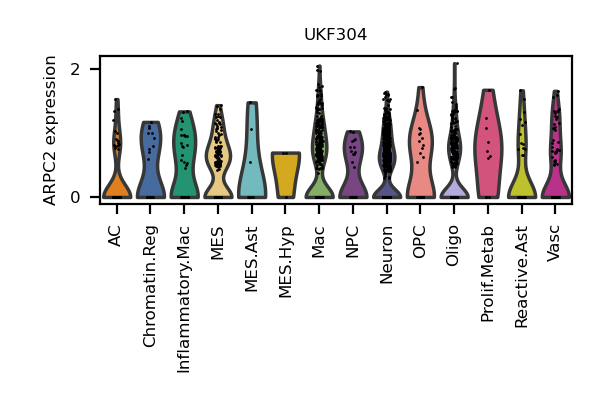 UKF304
ARPC2 expression
2
0
AC
Chromatin.Reg
Inflammatory.Mac
MES
MES.Ast
MES.Hyp
Mac
NPC
Neuron
OPC
Oligo
Prolif.Metab
Reactive.Ast
Vasc